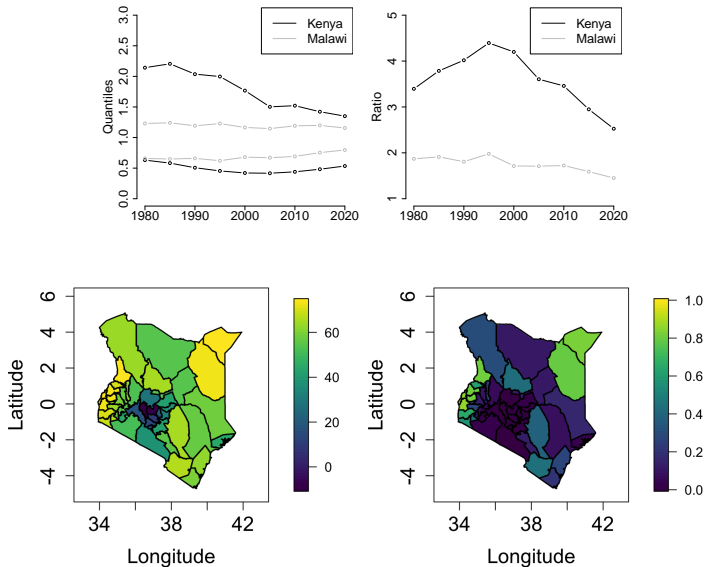 Quantiles
0.0 0.5 1.0 1.5 2.0 2.5 3.0
1980 1990 2000 2010 2020
Kenya
Malawi
Ratio
1 2 3 4 5
1980 1990 2000 2010 2020
Kenya
Malawi
Latitude
-4 -2 0 2 4 6
34 38 42
Longitude
0 20 40 60
Latitude
-4 -2 0 2 4 6
34 38 42
Longitude
0.0 0.2 0.4 0.6 0.8 1.0